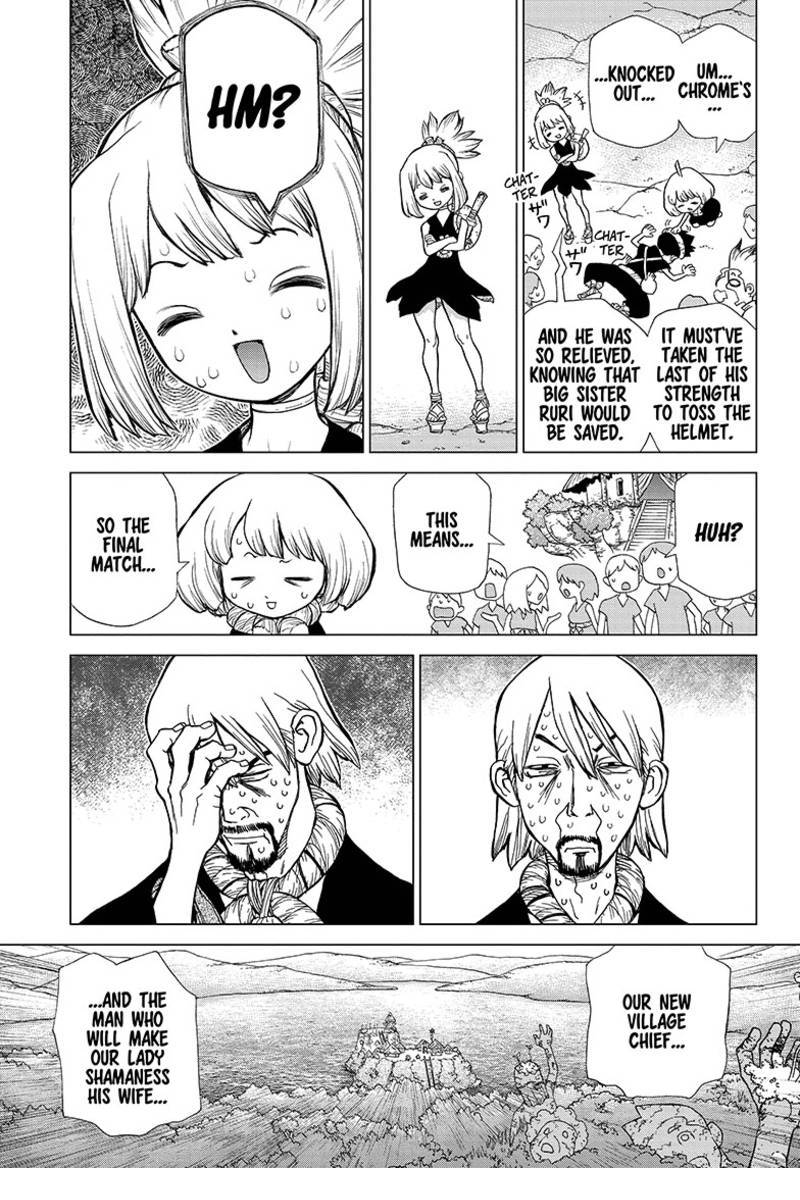 UM...
CHROME'S
...
...KNOCKED
OUT...
CHAT-
TER
ザワ
CHAT-
TER
ザワ
IT MUST'VE
TAKEN THE
LAST OF HIS
STRENGTH
TO TOSS THE
HELMET.
AND HE WAS
SO RELIEVED,
KNOWING THAT
BIG SISTER
RURI WOULD
BE SAVED.
HM?
HUH?
THIS
MEANS...
SO THE
FINAL
MATCH...
OUR NEW
VILLAGE
CHIEF...
...AND THE
MAN WHO
WILL MAKE
OUR LADY
SHAMANESS
HIS WIFE...